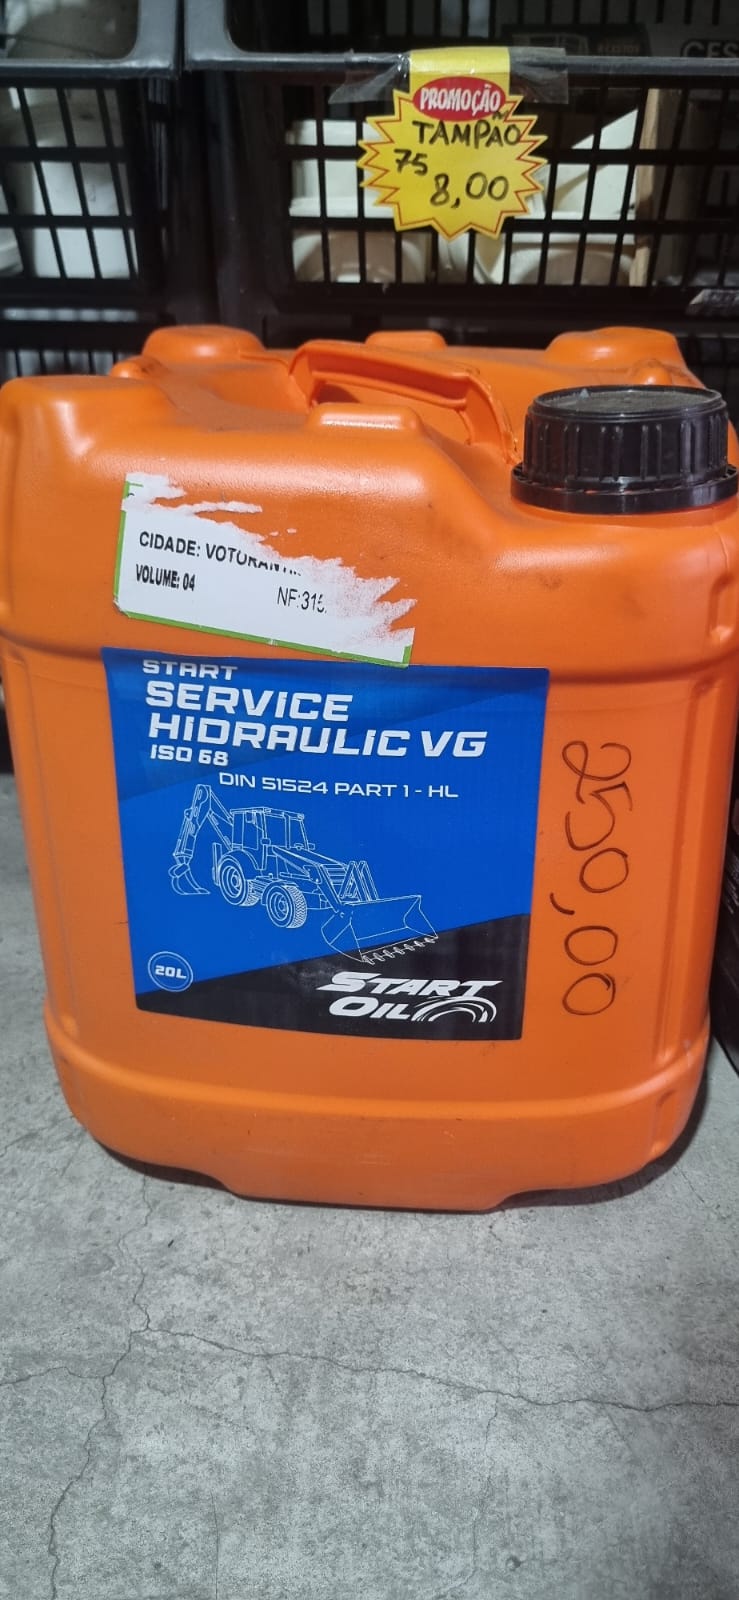 PROMOÇÃO
TAMPÃO
75
8,00
CIDADE: VOTORANTIM
VOLUME: 04
NF:315
START
SERVICE
HIDRAULIC VG
ISO 68
DIN 51524 PART 1 - HL
250,00
20L
START
OIL